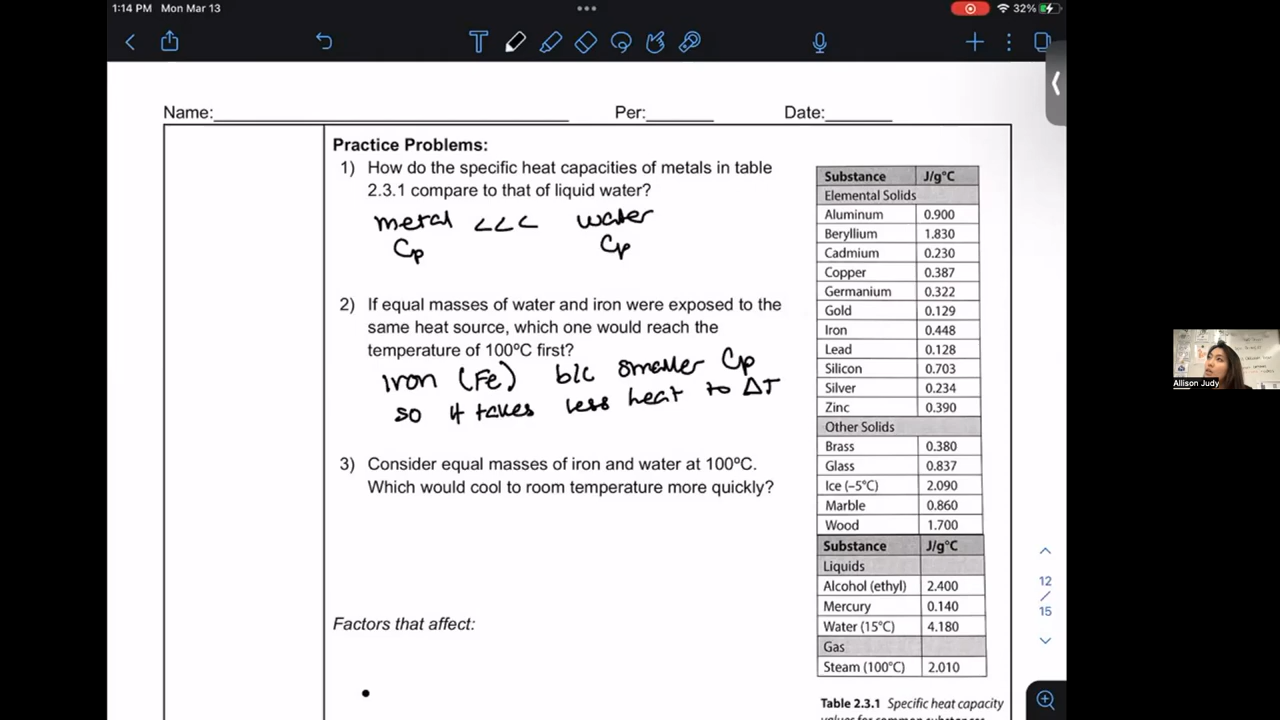 1:14 PM Mon Mar 13
32%
Name:__________ Per:_______ Date:_______
Practice Problems:
1) How do the specific heat capacities of metals in table
2.3.1 compare to that of liquid water?
metal <<< water
Cp Cp
2) If equal masses of water and iron were exposed to the
same heat source, which one would reach the
temperature of 100ºC first?
iron (Fe) b/c smaller Cp
so it takes less heat to ΔT
3) Consider equal masses of iron and water at 100ºC.
Which would cool to room temperature more quickly?
Factors that affect:
Substance J/g°C
Elemental Solids
Aluminum 0.900
Beryllium 1.830
Cadmium 0.230
Copper 0.387
Germanium 0.322
Gold 0.129
Iron 0.448
Lead 0.128
Silicon 0.703
Silver 0.234
Zinc 0.390
Other Solids
Brass 0.380
Glass 0.837
Ice (–5°C) 2.090
Marble 0.860
Wood 1.700
Substance J/g°C
Liquids
Alcohol (ethyl) 2.400
Mercury 0.140
Water (15°C) 4.180
Gas
Steam (100°C) 2.010
Table 2.3.1 Specific heat capacity
values for common substances
12
/
15
Allison Judy